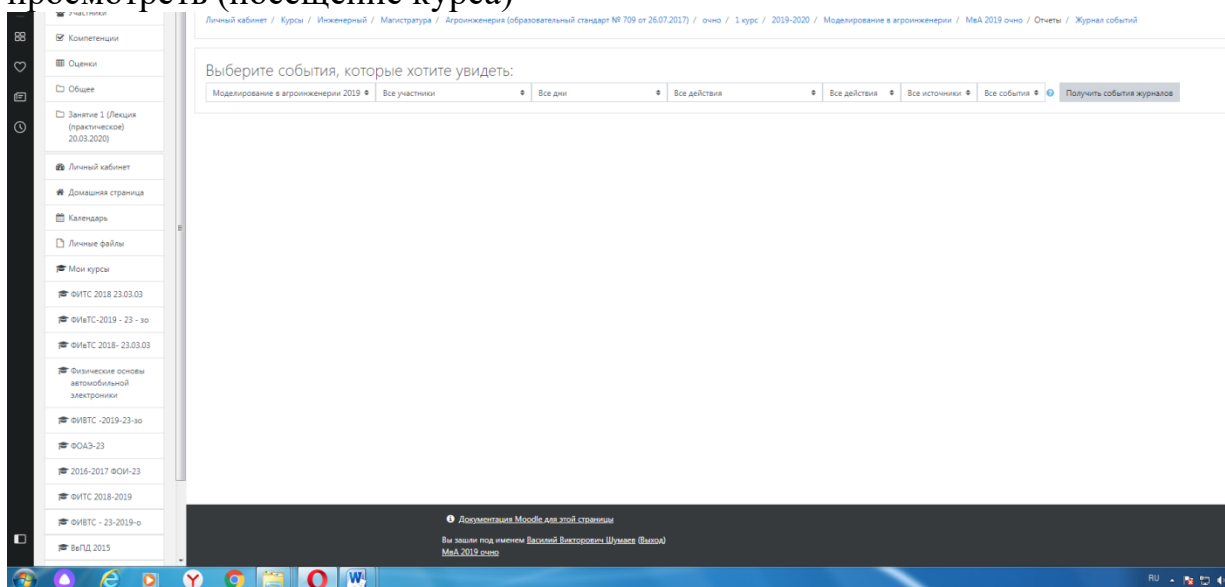 просмотреть (посещение курса)
Участники
Компетенции
Оценки
Общее
Занятие 1 (Лекция
(практическое)
20.03.2020)
Личный кабинет
Домашняя страница
Календарь
Личные файлы
Мои курсы
ФИТС 2018 23.03.03
ФИвТС-2019 - 23 - зо
ФИвТС 2018- 23.03.03
Физические основы
автомобильной
электроники
ФИВТС -2019-23-зо
ФОАЭ-23
2016-2017 ФОИ-23
ФИТС 2018-2019
ФИВТС - 23-2019-о
ВвПД 2015
Личный кабинет / Курсы / Инженерный / Магистратура / Агроинженерия (образовательный стандарт № 709 от 26.07.2017) / очно / 1 курс / 2019-2020 / Моделирование в агроинженерии / МвА 2019 очно / Отчеты / Журнал событий
Выберите события, которые хотите увидеть:
Моделирование в агроинженерии 2019 Все участники Все дни Все действия Все действия Все источники Все события Получить события журналов
Документация Moodle для этой страницы
Вы зашли под именем Василий Викторович Шумаев (Выход)
МвА 2019 очно
RU